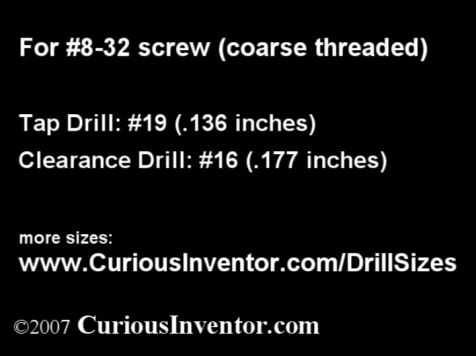 For #8-32 screw (coarse threaded)
Tap Drill: #19 (.136 inches)
Clearance Drill: #16 (.177 inches)
more sizes:
www.CuriousInventor.com/DrillSizes
©2007 CuriousInventor.com